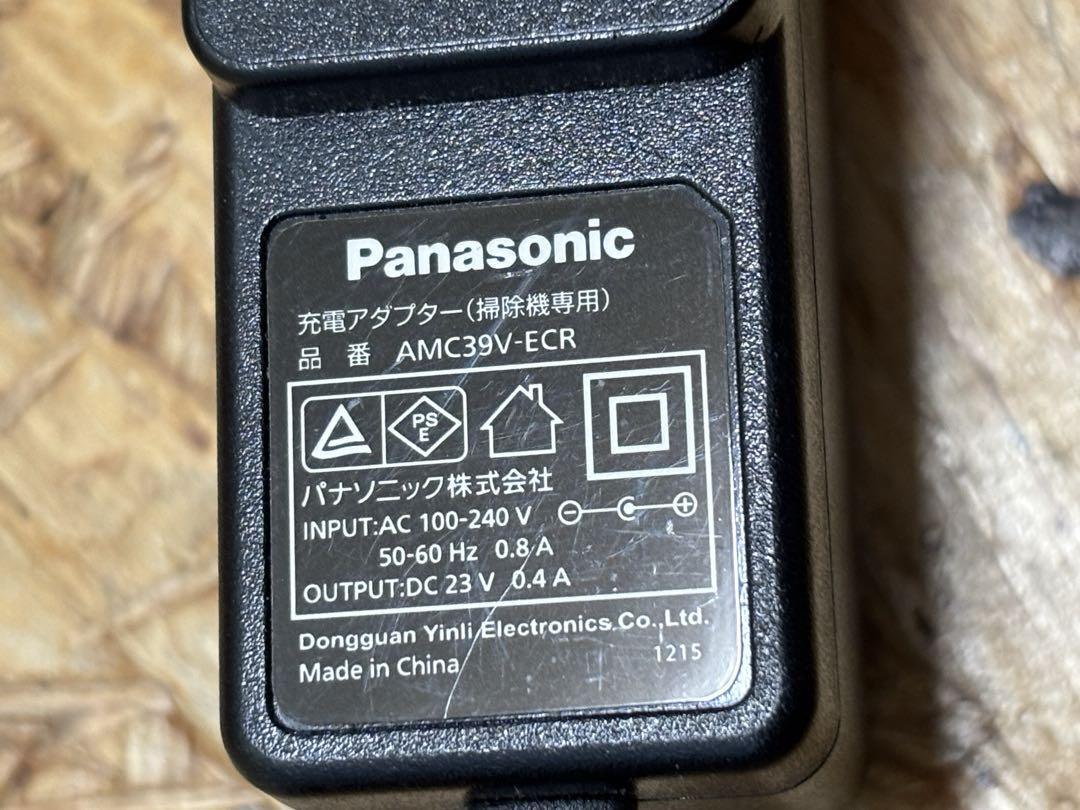 Panasonic
充電アダプター(掃除機専用)
品 番 AMC39V-ECR
PS
E
パナソニック株式会社
INPUT:AC 100-240 V
50-60 Hz 0.8 A
OUTPUT:DC 23 V 0.4 A
Dongguan Yinli Electronics.Co.,Ltd.
Made in China 1215